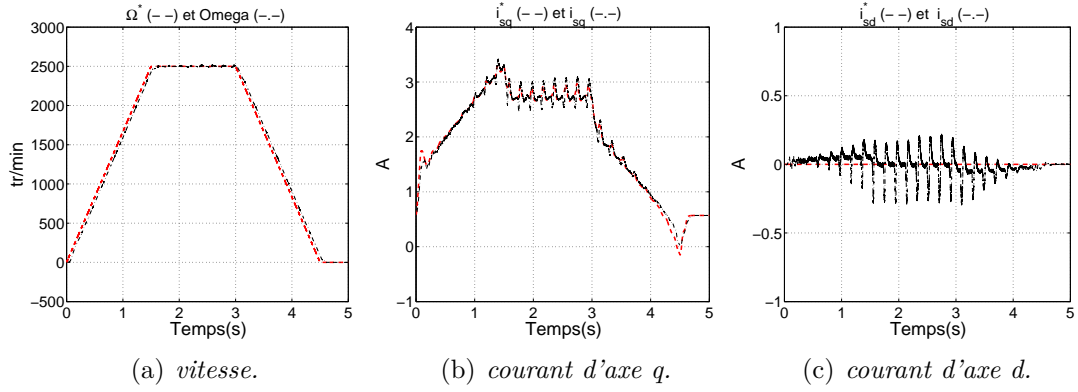 Ω* (− −) et Omega (−.−)
3000
2500
2000
1500
1000
500
0
−500
tr/min
0 1 2 3 4 5
Temps(s)
(a) vitesse.
i*sq (− −) et isq (−.−)
4
3
2
1
0
−1
A
0 1 2 3 4 5
Temps(s)
(b) courant d'axe q.
i*sd (− −) et isd (−.−)
1
0.5
0
−0.5
−1
A
0 1 2 3 4 5
Temps(s)
(c) courant d'axe d.